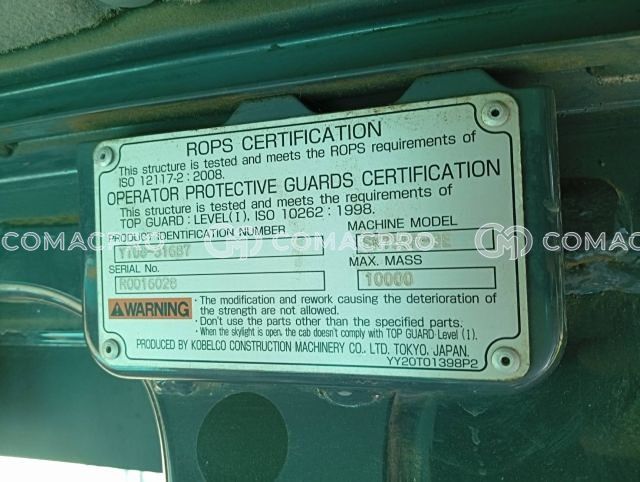 ROPS CERTIFICATION
This structure is tested and meets the ROPS requirements of
ISO 12117-2 : 2008.
OPERATOR PROTECTIVE GUARDS CERTIFICATION
This structure is tested and meets the requirements of
TOP GUARD : LEVEL(I), ISO 10262 : 1998.
PRODUCT IDENTIFICATION NUMBER
MACHINE MODEL
COMACPRO COMACPRO COMACPRO
SERIAL No.
MAX. MASS
R0016028
10000
WARNING
• The modification and rework causing the deterioration of
the strength are not allowed.
• Don't use the parts other than the specified parts.
• When the skylight is open, the cab doesn't comply with TOP GUARD Level (I).
PRODUCED BY KOBELCO CONSTRUCTION MACHINERY CO., LTD. TOKYO, JAPAN.
YY20T01398P2